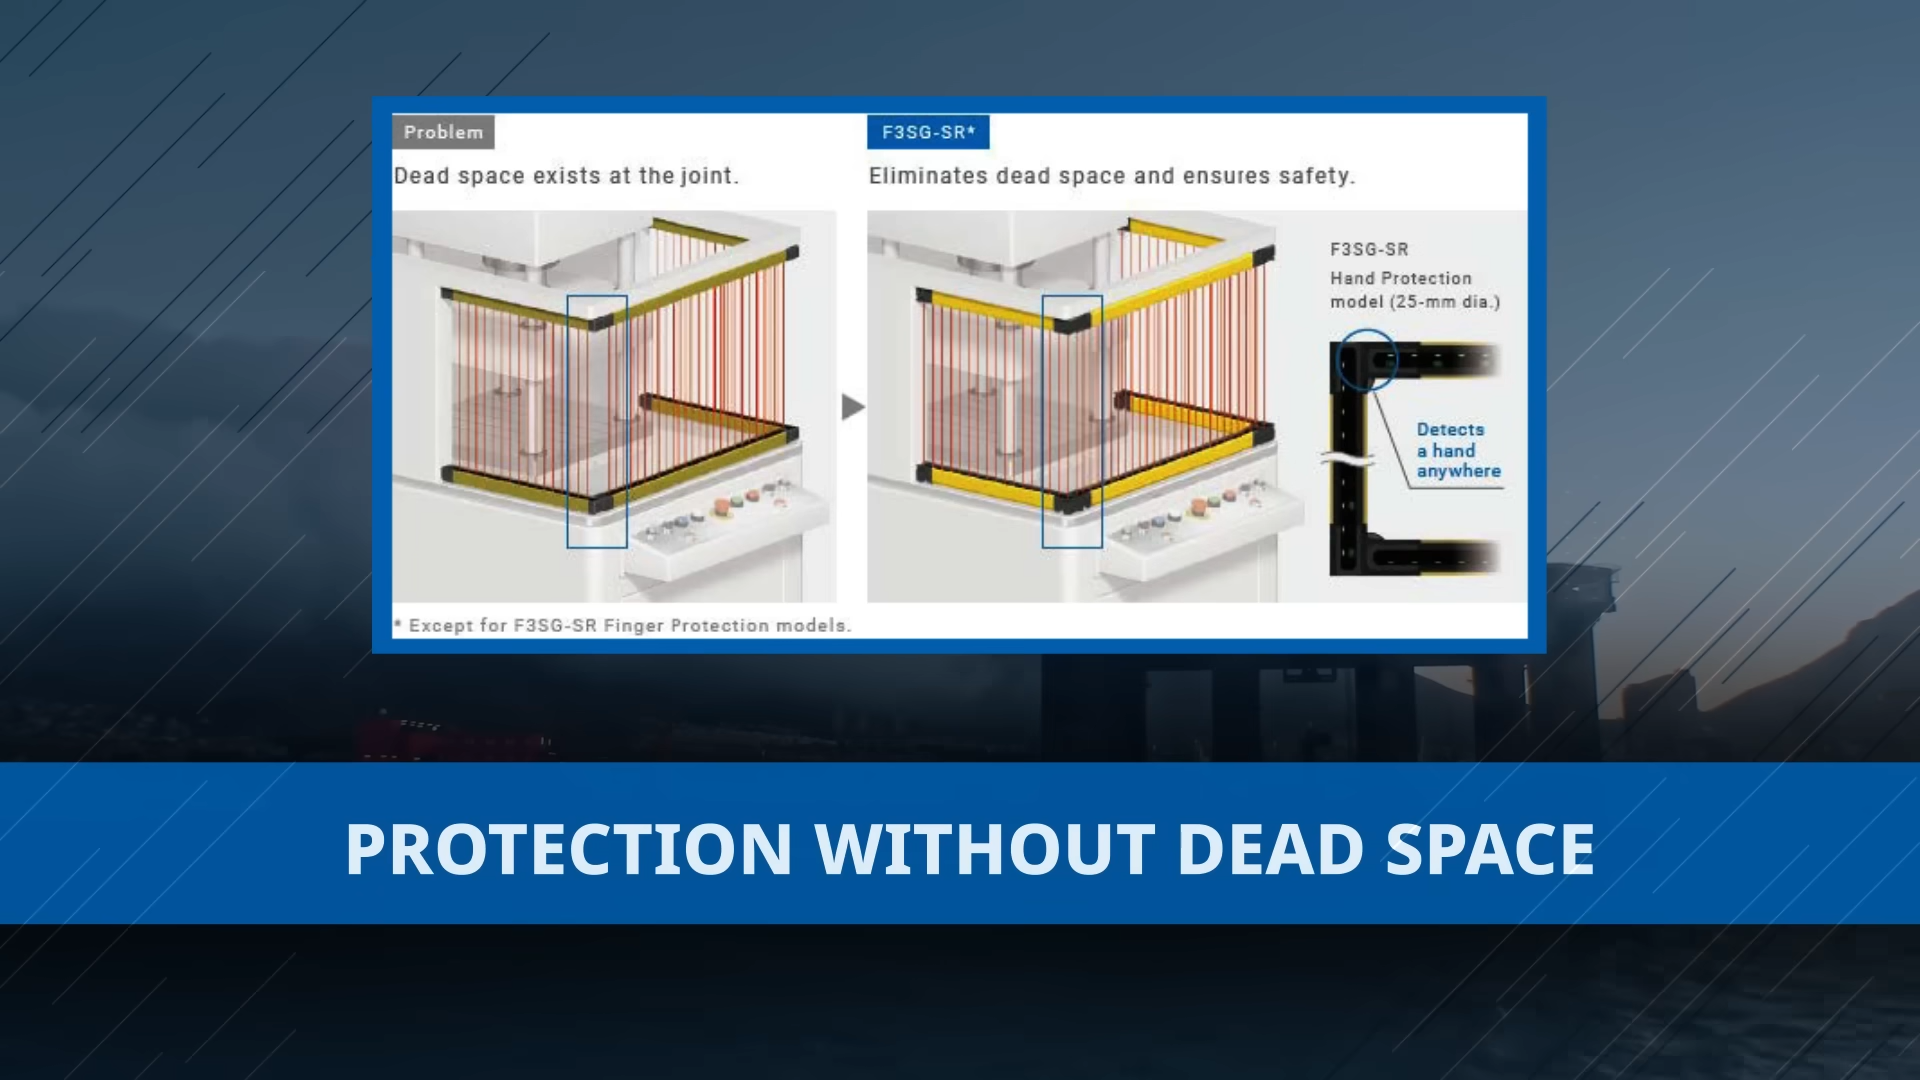 Problem
Dead space exists at the joint.
F3SG-SR*
Eliminates dead space and ensures safety.
F3SG-SR
Hand Protection
model (25-mm dia.)
Detects
a hand
anywhere
* Except for F3SG-SR Finger Protection models.
PROTECTION WITHOUT DEAD SPACE